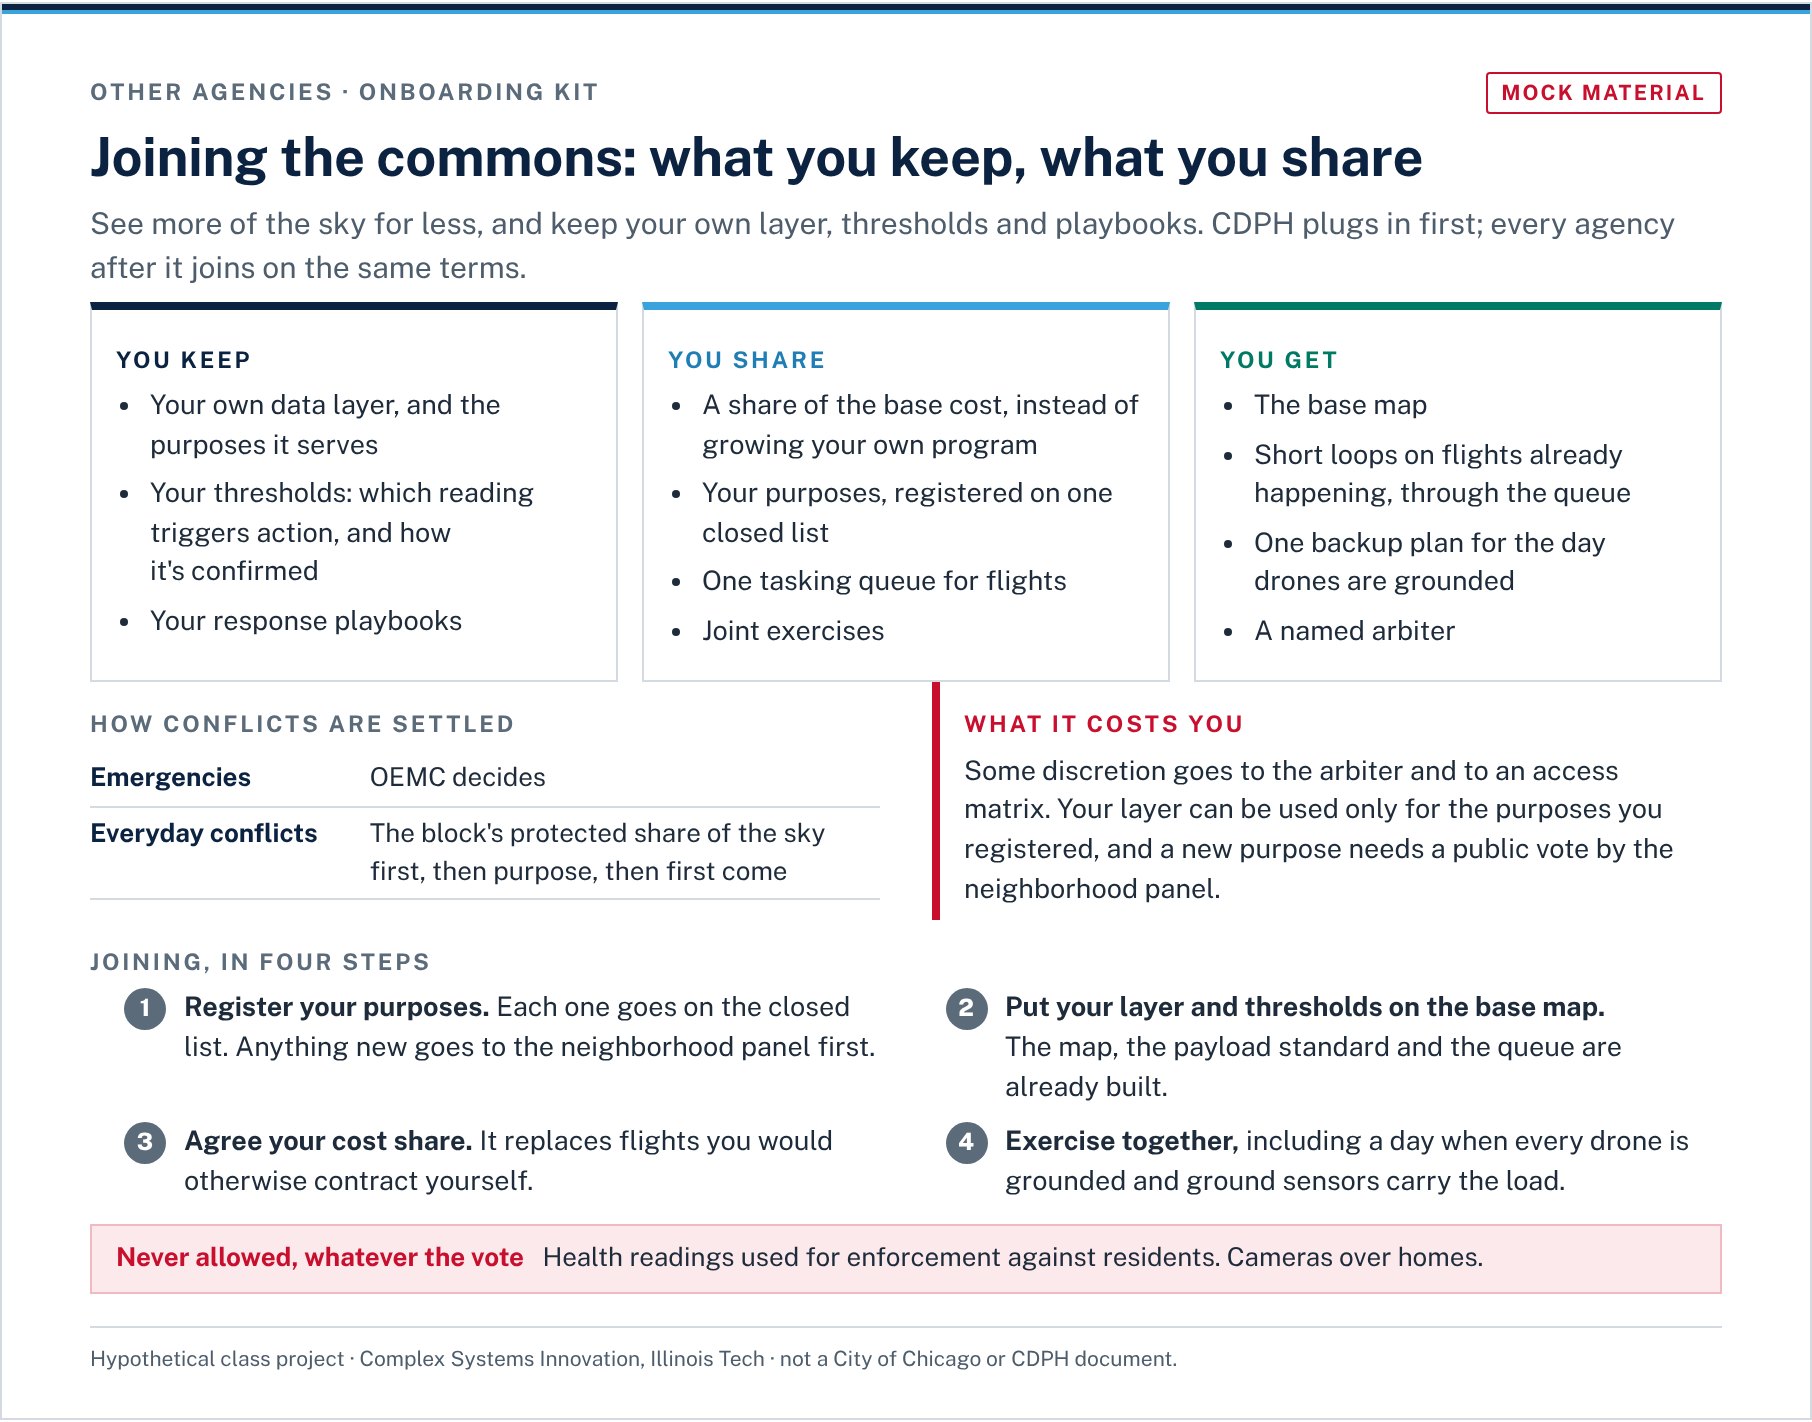 OTHER AGENCIES · ONBOARDING KIT
MOCK MATERIAL
Joining the commons: what you keep, what you share
See more of the sky for less, and keep your own layer, thresholds and playbooks. CDPH plugs in first; every agency
after it joins on the same terms.
YOU KEEP
• Your own data layer, and the
purposes it serves
• Your thresholds: which reading
triggers action, and how
it's confirmed
• Your response playbooks
YOU SHARE
• A share of the base cost, instead of
growing your own program
• Your purposes, registered on one
closed list
• One tasking queue for flights
• Joint exercises
YOU GET
• The base map
• Short loops on flights already
happening, through the queue
• One backup plan for the day
drones are grounded
• A named arbiter
HOW CONFLICTS ARE SETTLED
Emergencies OEMC decides
Everyday conflicts The block's protected share of the sky
first, then purpose, then first come
WHAT IT COSTS YOU
Some discretion goes to the arbiter and to an access
matrix. Your layer can be used only for the purposes you
registered, and a new purpose needs a public vote by the
neighborhood panel.
JOINING, IN FOUR STEPS
1 Register your purposes. Each one goes on the closed
list. Anything new goes to the neighborhood panel first.
2 Put your layer and thresholds on the base map.
The map, the payload standard and the queue are
already built.
3 Agree your cost share. It replaces flights you would
otherwise contract yourself.
4 Exercise together, including a day when every drone is
grounded and ground sensors carry the load.
Never allowed, whatever the vote Health readings used for enforcement against residents. Cameras over homes.
Hypothetical class project · Complex Systems Innovation, Illinois Tech · not a City of Chicago or CDPH document.